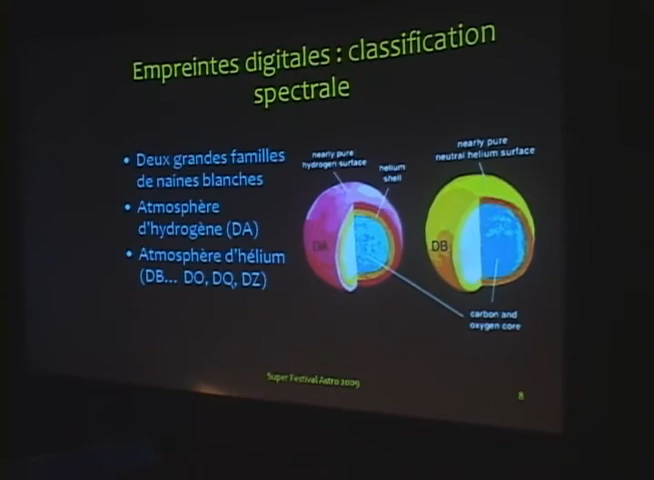 Empreintes digitales : classification
spectrale
• Deux grandes familles
de naines blanches
• Atmosphère
d'hydrogène (DA)
• Atmosphère d'hélium
(DB... DO, DQ, DZ)
nearly pure
hydrogen surface
helium
shell
nearly pure
neutral helium surface
DA
DB
carbon and
oxygen core
Super Festival Astro 2009
8